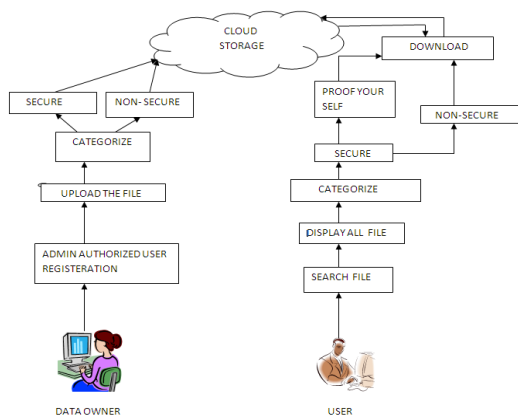 CLOUD
STORAGE
DOWNLOAD
SECURE
NON-SECURE
PROOF YOUR
SELF
NON-SECURE
CATEGORIZE
SECURE
UPLOAD THE FILE
CATEGORIZE
DISPLAY ALL FILE
ADMIN AUTHORIZED USER
REGISTERATION
SEARCH FILE
DATA OWNER
USER